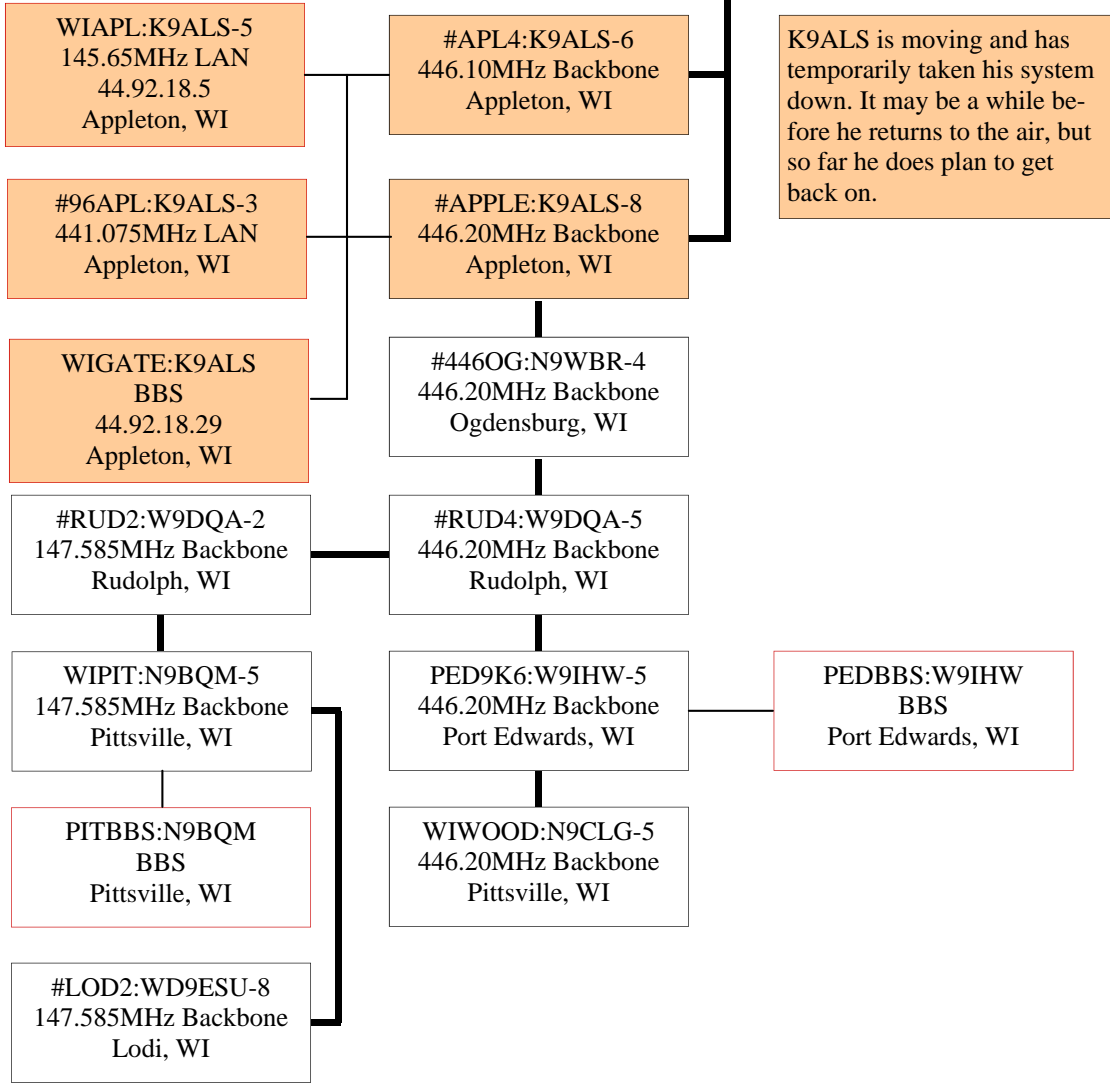 WIAPL:K9ALS-5
145.65MHz LAN
44.92.18.5
Appleton, WI
#APL4:K9ALS-6
446.10MHz Backbone
Appleton, WI
K9ALS is moving and has
temporarily taken his system
down. It may be a while be-
fore he returns to the air, but
so far he does plan to get
back on.
#96APL:K9ALS-3
441.075MHz LAN
Appleton, WI
#APPLE:K9ALS-8
446.20MHz Backbone
Appleton, WI
WIGATE:K9ALS
BBS
44.92.18.29
Appleton, WI
#446OG:N9WBR-4
446.20MHz Backbone
Ogdensburg, WI
#RUD2:W9DQA-2
147.585MHz Backbone
Rudolph, WI
#RUD4:W9DQA-5
446.20MHz Backbone
Rudolph, WI
WIPIT:N9BQM-5
147.585MHz Backbone
Pittsville, WI
PED9K6:W9IHW-5
446.20MHz Backbone
Port Edwards, WI
PEDBBS:W9IHW
BBS
Port Edwards, WI
PITBBS:N9BQM
BBS
Pittsville, WI
WIWOOD:N9CLG-5
446.20MHz Backbone
Pittsville, WI
#LOD2:WD9ESU-8
147.585MHz Backbone
Lodi, WI